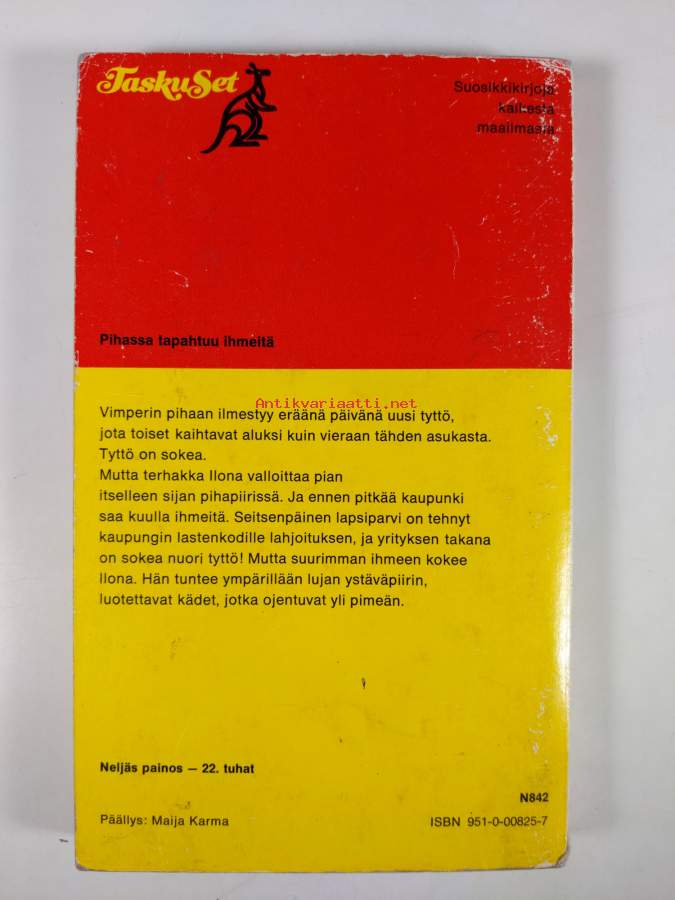 TaskuSet
Suosikkikirjoja
kaikesta
maailmasta
Pihassa tapahtuu ihmeitä
Antikvariaatti.net
Vimperin pihaan ilmestyy eräänä päivänä uusi tyttö,
jota toiset kaihtavat aluksi kuin vieraan tähden asukasta.
Tyttö on sokea.
Mutta terhakka Ilona valloittaa pian
itselleen sijan pihapiirissä. Ja ennen pitkää kaupunki
saa kuulla ihmeitä. Seitsenpäinen lapsiparvi on tehnyt
kaupungin lastenkodille lahjoituksen, ja yrityksen takana
on sokea nuori tyttö! Mutta suurimman ihmeen kokee
Ilona. Hän tuntee ympärillään lujan ystäväpiirin,
luotettavat kädet, jotka ojentuvat yli pimeän.
Neljäs painos – 22. tuhat
N842
Päällys: Maija Karma
ISBN 951-0-00825-7